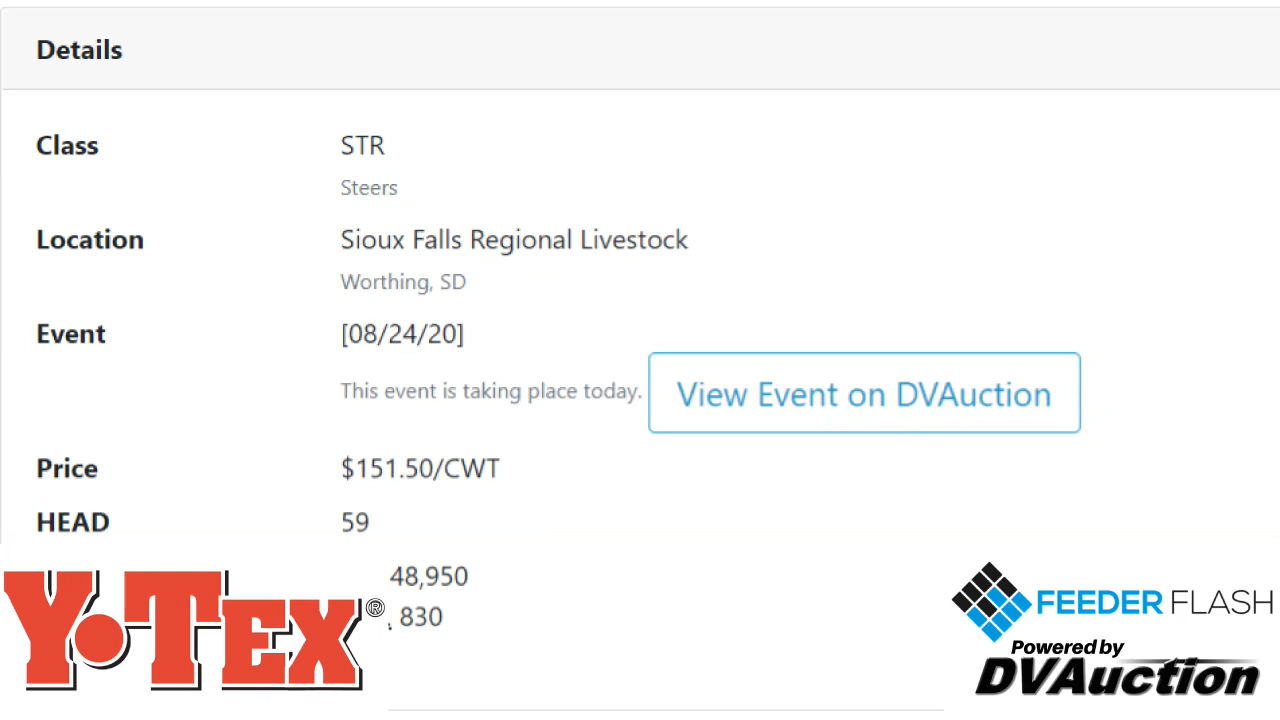 Details
Class STR
Steers
Location Sioux Falls Regional Livestock
Worthing, SD
Event [08/24/20]
This event is taking place today. View Event on DVAuction
Price $151.50/CWT
HEAD 59
48,950
830
Y-TEX®
FEEDER FLASH
Powered by
DVAuction